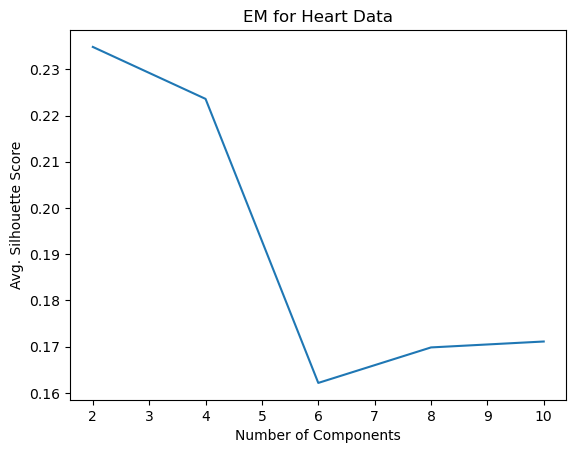 EM for Heart Data
Avg. Silhouette Score
0.23
0.22
0.21
0.20
0.19
0.18
0.17
0.16
2 3 4 5 6 7 8 9 10
Number of Components